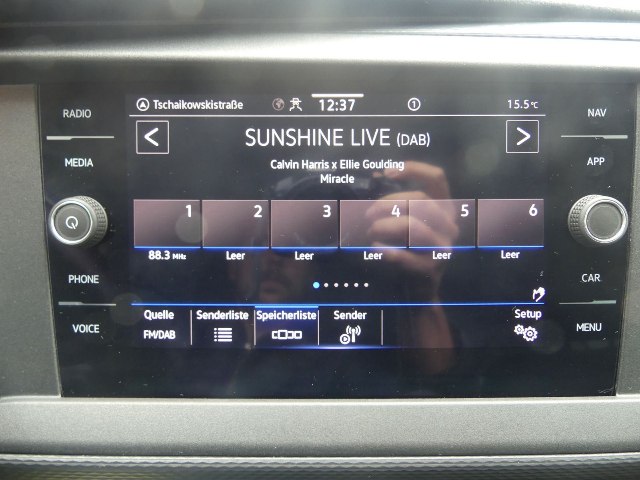 RADIO
MEDIA
PHONE
VOICE
Tschaikowskistraße 12:37 1 15.5°C
SUNSHINE LIVE (DAB)
Calvin Harris x Ellie Goulding
Miracle
1 2 3 4 5 6
88.3 MHz Leer Leer Leer Leer Leer
Quelle Senderliste Speicherliste Sender Setup
FM/DAB
NAV
APP
CAR
MENU